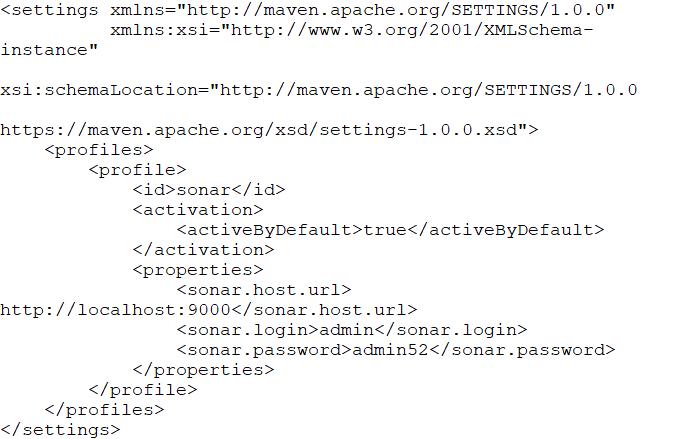 <settings xmlns="http://maven.apache.org/SETTINGS/1.0.0"
          xmlns:xsi="http://www.w3.org/2001/XMLSchema-
instance"

xsi:schemaLocation="http://maven.apache.org/SETTINGS/1.0.0

https://maven.apache.org/xsd/settings-1.0.0.xsd">
    <profiles>
        <profile>
            <id>sonar</id>
            <activation>
                <activeByDefault>true</activeByDefault>
            </activation>
            <properties>
                <sonar.host.url>
http://localhost:9000</sonar.host.url>
                <sonar.login>admin</sonar.login>
                <sonar.password>admin52</sonar.password>
            </properties>
        </profile>
    </profiles>
</settings>